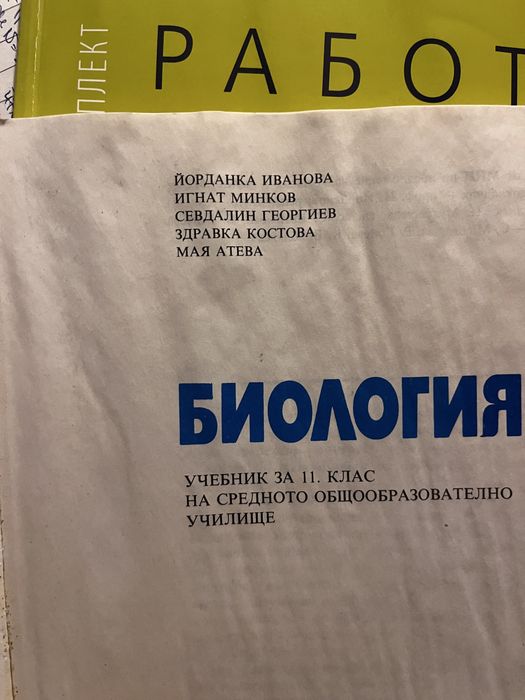 РАБОТ
ПЛЕКТ
ЙОРДАНКА ИВАНОВА
ИГНАТ МИНКОВ
СЕВДАЛИН ГЕОРГИЕВ
ЗДРАВКА КОСТОВА
МАЯ АТЕВА
БИОЛОГИЯ
УЧЕБНИК ЗА 11. КЛАС
НА СРЕДНОТО ОБЩООБРАЗОВАТЕЛНО
УЧИЛИЩЕ